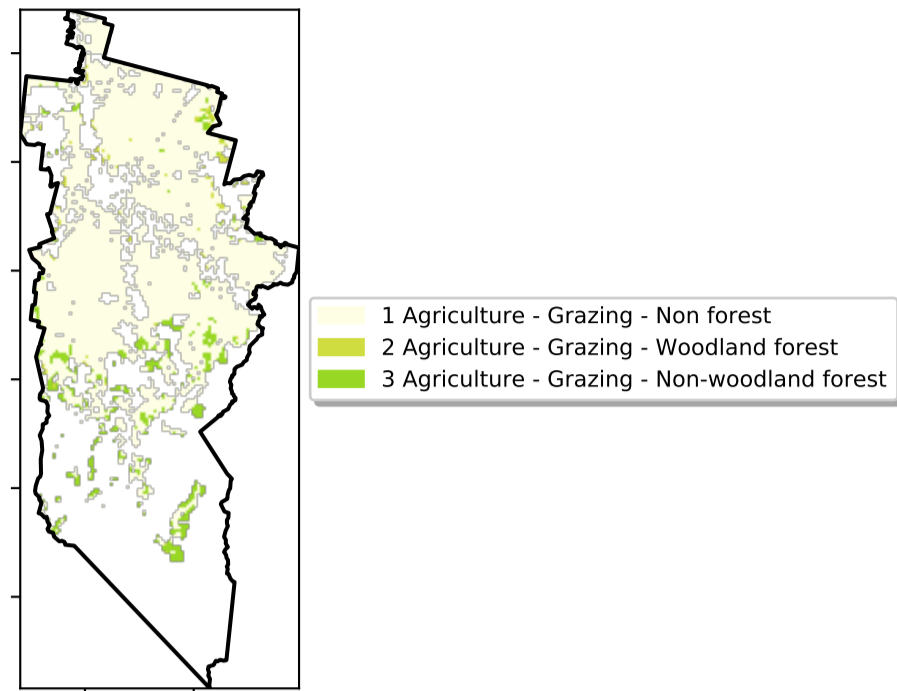 1 Agriculture - Grazing - Non forest
2 Agriculture - Grazing - Woodland forest
3 Agriculture - Grazing - Non-woodland forest